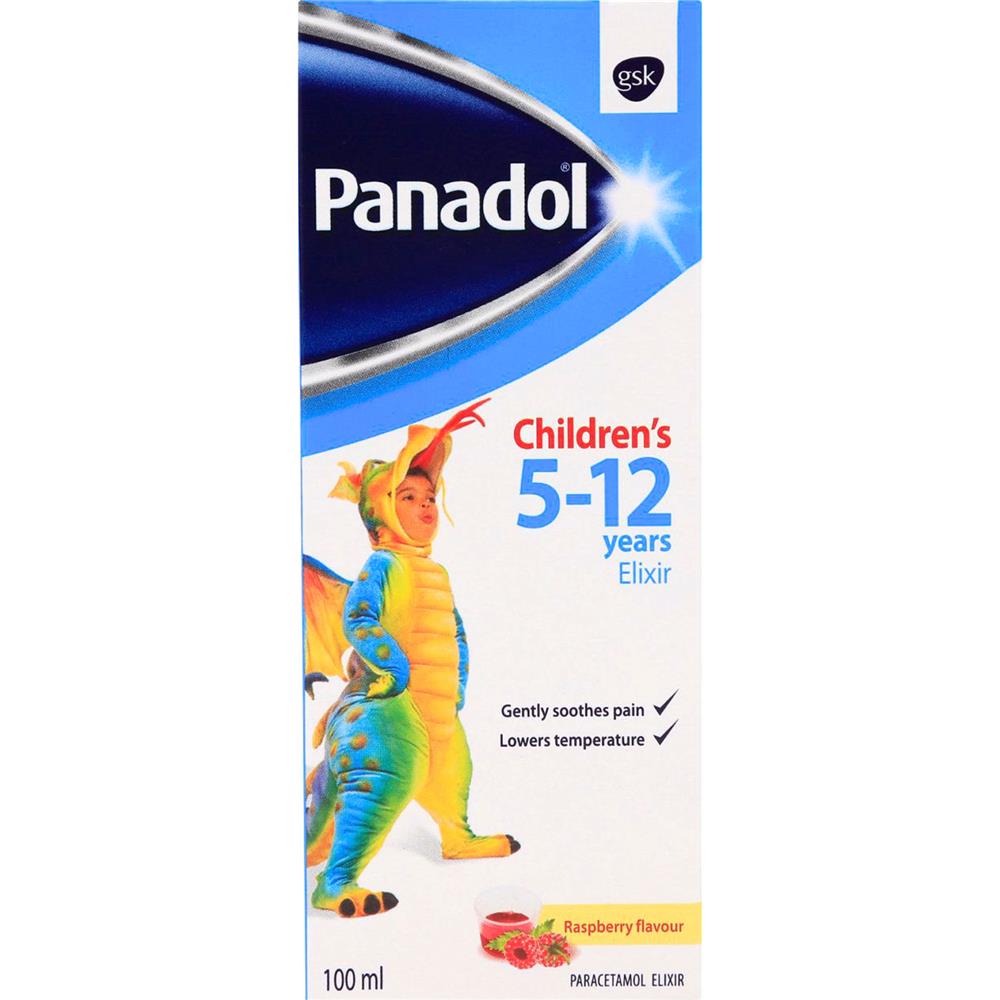 gsk
Panadol®
Children's
5-12
years
Elixir
Gently soothes pain ✓
Lowers temperature ✓
Raspberry flavour
100 ml
PARACETAMOL ELIXIR